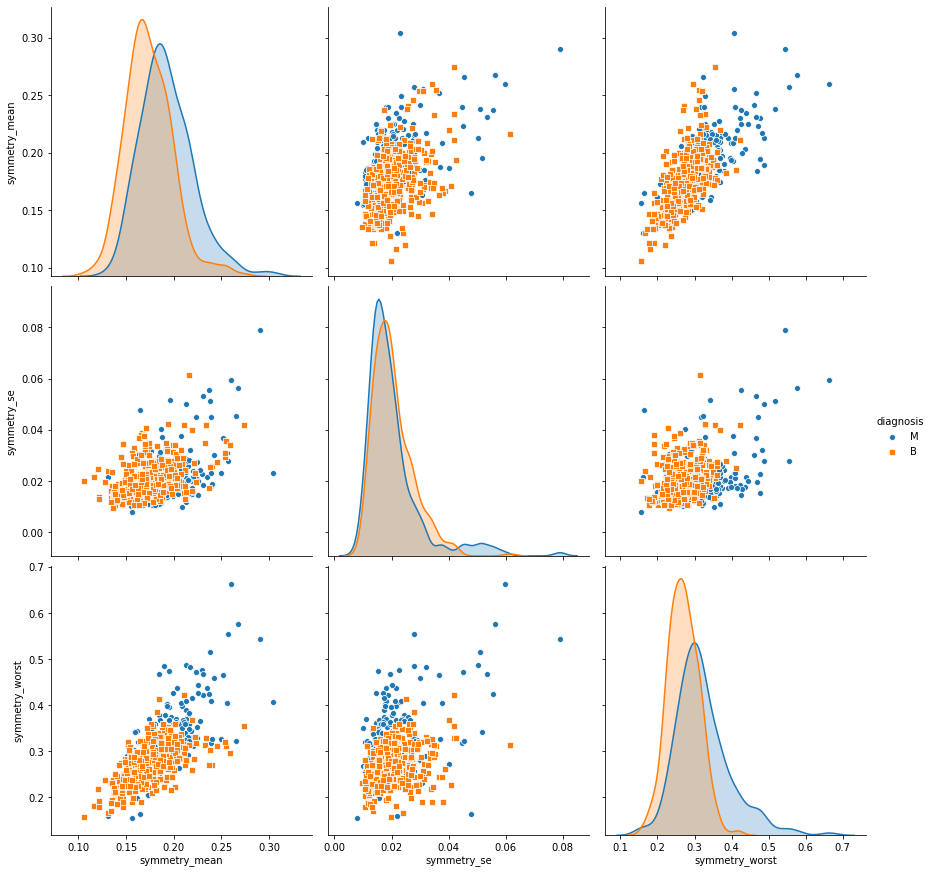 0.30
0.25
0.20
0.15
0.10
symmetry_mean
0.08
0.06
0.04
0.02
0.00
symmetry_se
diagnosis
M
B
0.7
0.6
0.5
0.4
0.3
0.2
symmetry_worst
0.10 0.15 0.20 0.25 0.30
symmetry_mean
0.00 0.02 0.04 0.06 0.08
symmetry_se
0.1 0.2 0.3 0.4 0.5 0.6 0.7
symmetry_worst